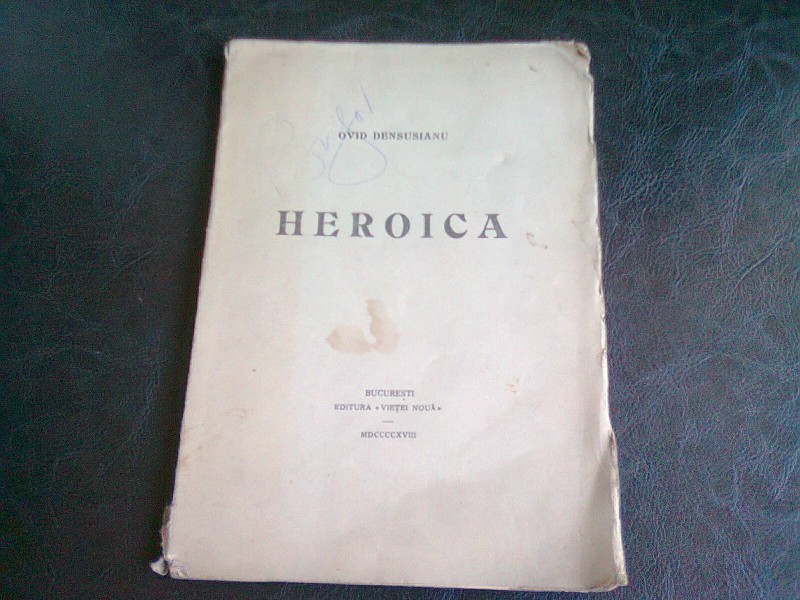 OVID DENSUSIANU
HEROICA
BUCUREȘTI
EDITURA «VIEȚEI NOUĂ»
MDCCCCXVIII